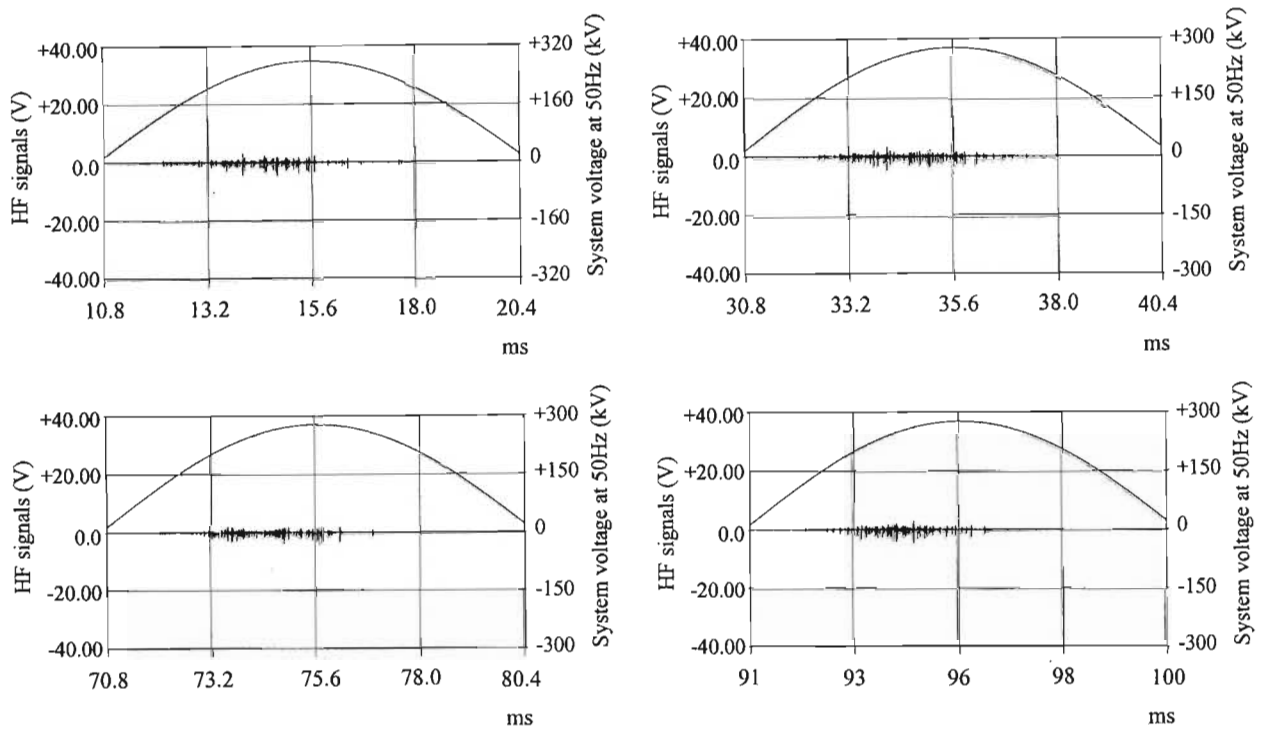 +40.00
+20.00
0.0
-20.00
-40.00
HF signals (V)
+320
+160
0
-160
-320
System voltage at 50Hz (kV)
10.8 13.2 15.6 18.0 20.4
ms
+40.00
+20.00
0.0
-20.00
-40.00
HF signals (V)
+300
+150
0
-150
-300
System voltage at 50Hz (kV)
30.8 33.2 35.6 38.0 40.4
ms
+40.00
+20.00
0.0
-20.00
-40.00
HF signals (V)
+300
+150
0
-150
-300
System voltage at 50Hz (kV)
70.8 73.2 75.6 78.0 80.4
ms
+40.00
+20.00
0.0
-20.00
-40.00
HF signals (V)
+300
+150
0
-150
-300
System voltage at 50Hz (kV)
91 93 96 98 100
ms